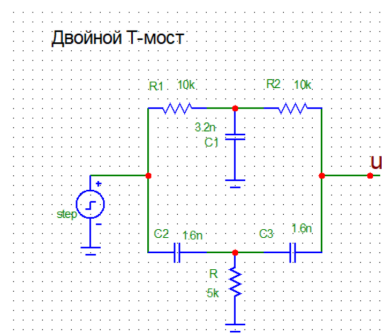 Двойной Т-мост
R1 10k
R2 10k
3.2n
C1
u
step
C2 1.6n
C3 1.6n
R
5k